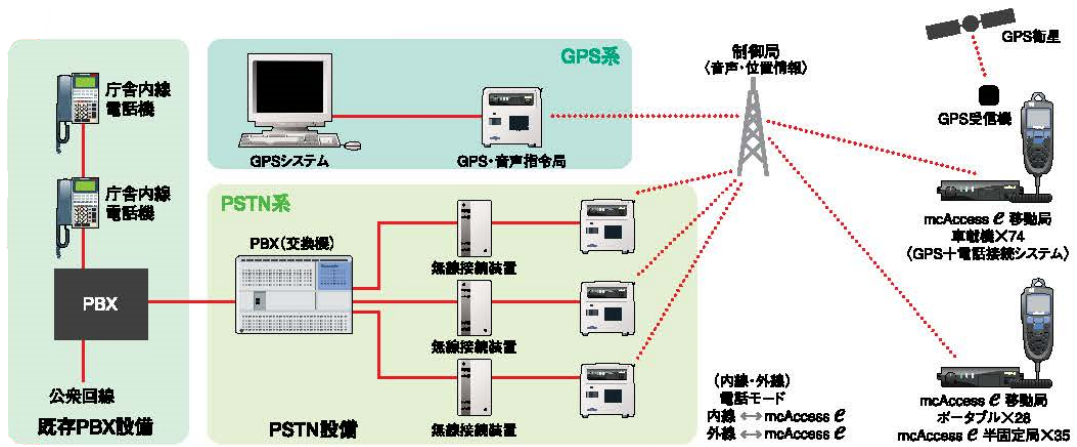 庁舎内線
電話機
庁舎内線
電話機
PBX
公衆回線
既存PBX設備
GPS系
GPSシステム
GPS・音声指令局
PSTN系
PBX(交換機)
無線接続装置
無線接続装置
無線接続装置
PSTN設備
制御局
〈音声・位置情報〉
GPS衛星
GPS受信機
mcAccess e 移動局
車載機×74
(GPS+電話接続システム)
(内線・外線)
電話モード
内線 ⇔ mcAccess e
外線 ⇔ mcAccess e
mcAccess e 移動局
ポータブル×28
mcAccess e 半固定局×35